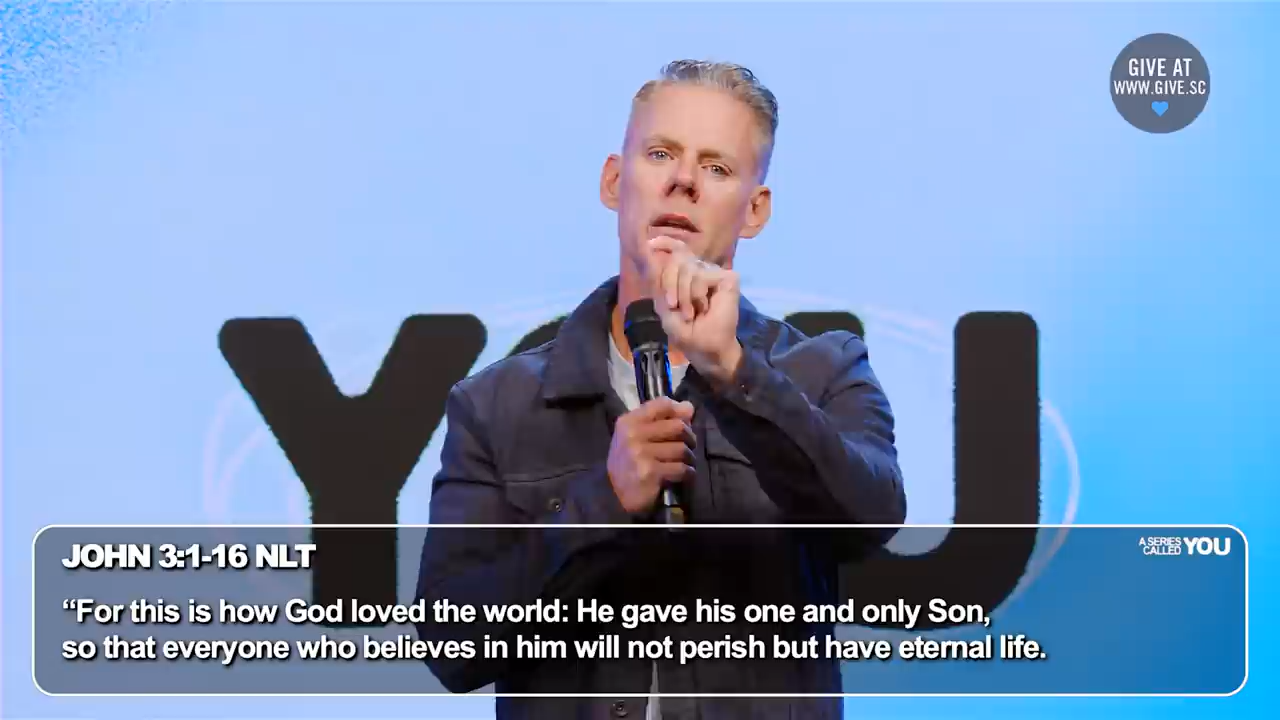 GIVE AT
WWW.GIVE.SC
YOU
JOHN 3:1-16 NLT
A SERIES
CALLED YOU
“For this is how God loved the world: He gave his one and only Son,
so that everyone who believes in him will not perish but have eternal life.